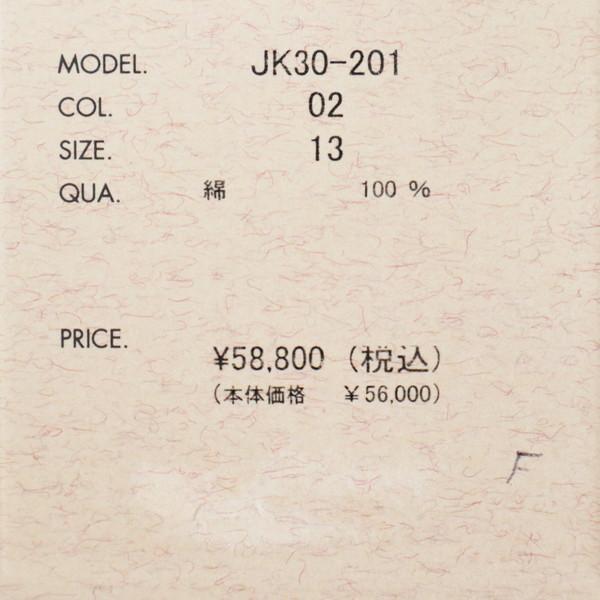 MODEL. JK30-201
COL. 02
SIZE. 13
QUA. 綿 100 %
PRICE.
¥58,800 (税込)
(本体価格 ¥56,000)
F